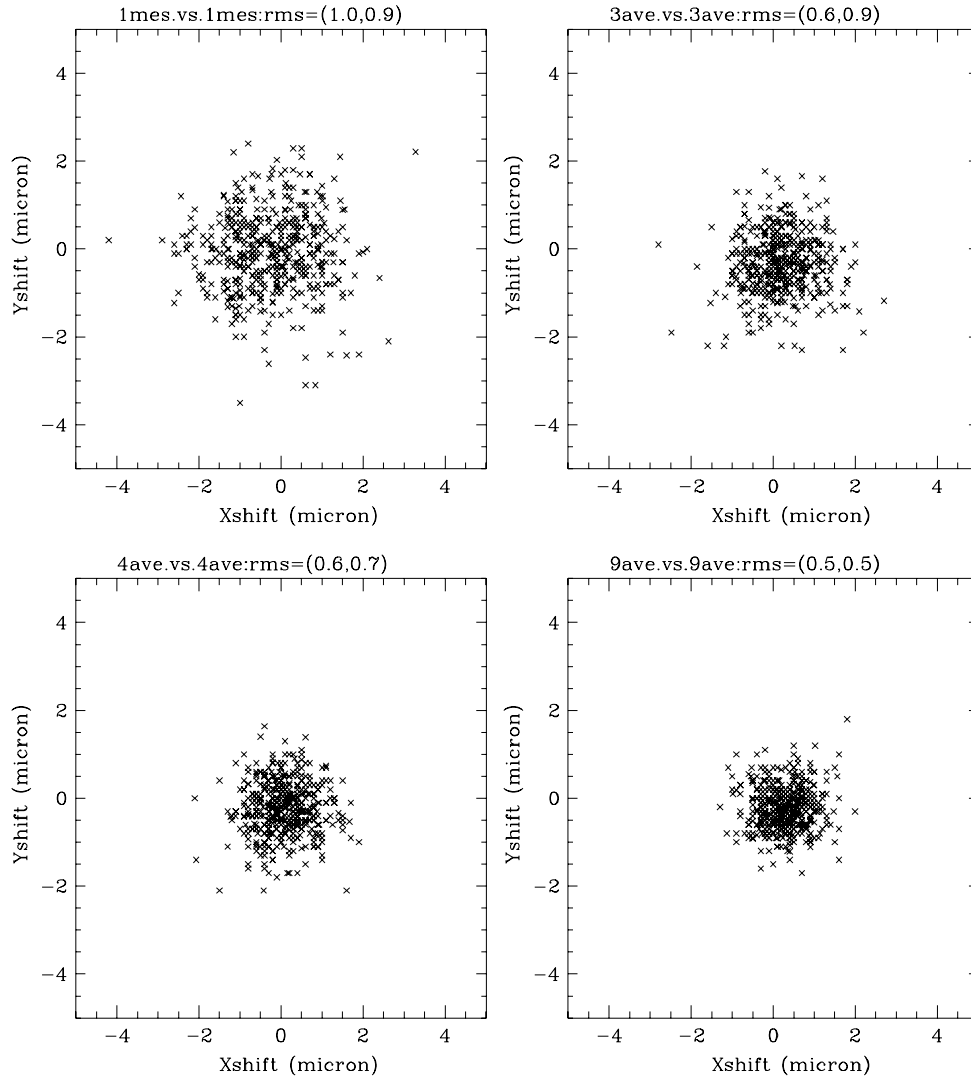 1mes.vs.1mes:rms=(1.0,0.9)
3ave.vs.3ave:rms=(0.6,0.9)
4
2
0
−2
−4
Yshift (micron)
−4 −2 0 2 4
Xshift (micron)
4
2
0
−2
−4
Yshift (micron)
−4 −2 0 2 4
Xshift (micron)
4ave.vs.4ave:rms=(0.6,0.7)
9ave.vs.9ave:rms=(0.5,0.5)
4
2
0
−2
−4
Yshift (micron)
−4 −2 0 2 4
Xshift (micron)
4
2
0
−2
−4
Yshift (micron)
−4 −2 0 2 4
Xshift (micron)